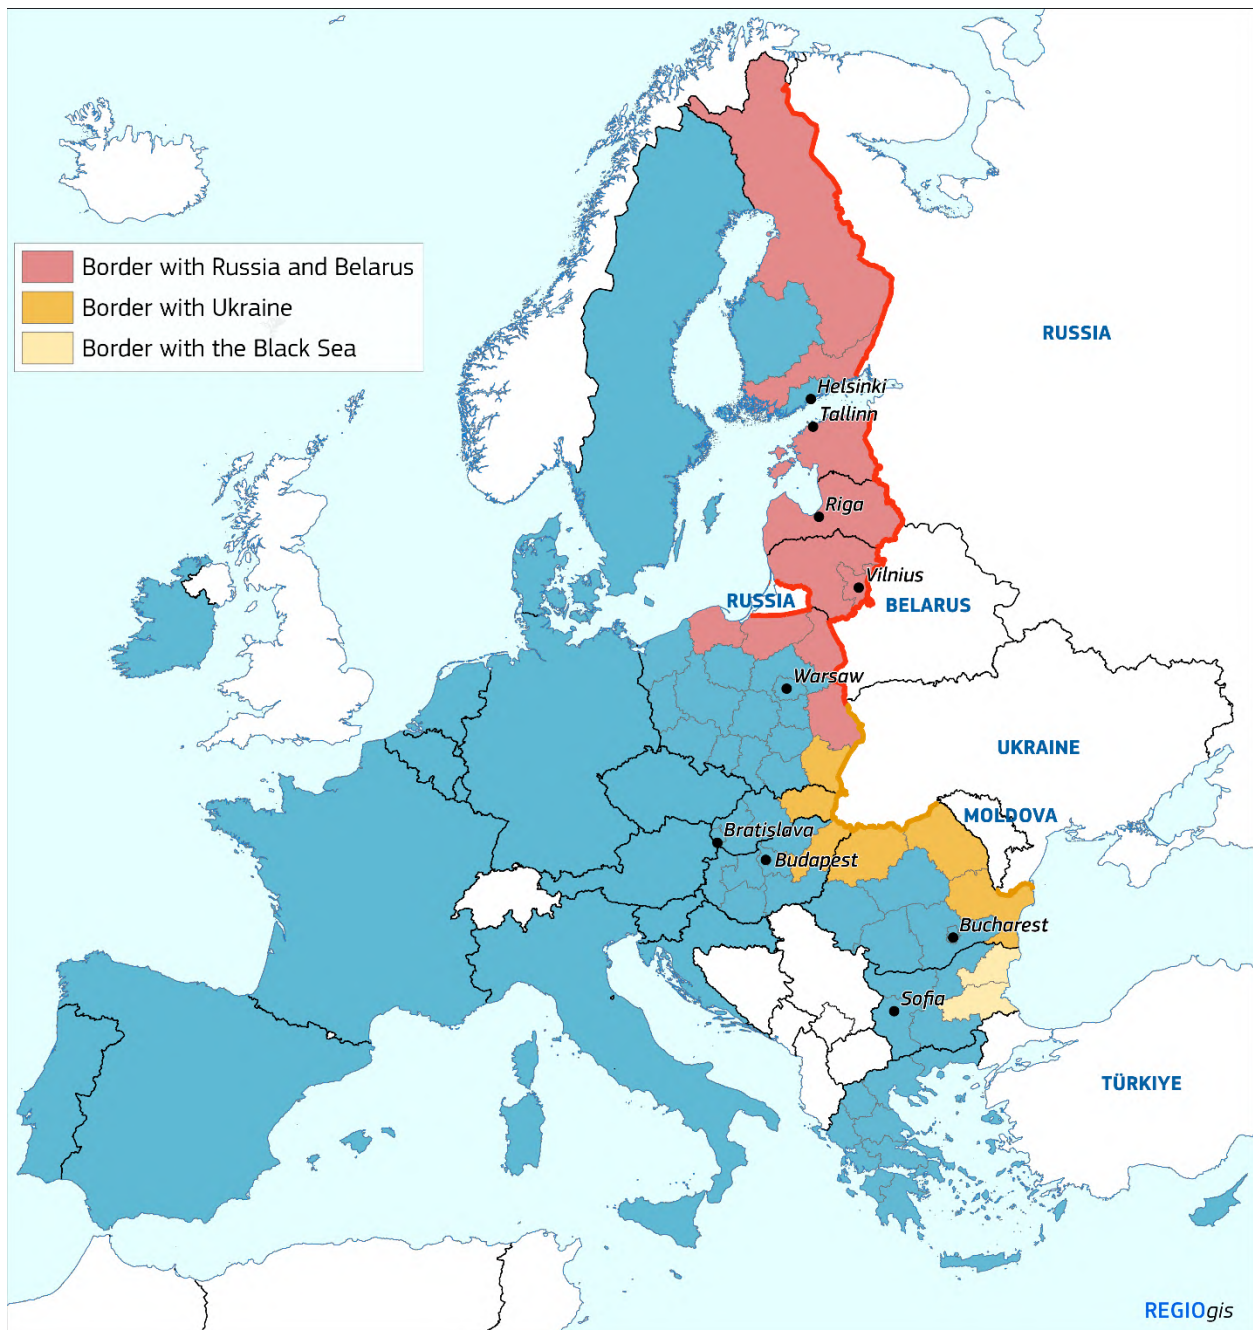 Border with Russia and Belarus
Border with Ukraine
Border with the Black Sea
RUSSIA
Helsinki
Tallinn
Riga
Vilnius
RUSSIA
BELARUS
Warsaw
UKRAINE
MOLDOVA
Bratislava
Budapest
Bucharest
Sofia
TÜRKIYE
REGIOgis